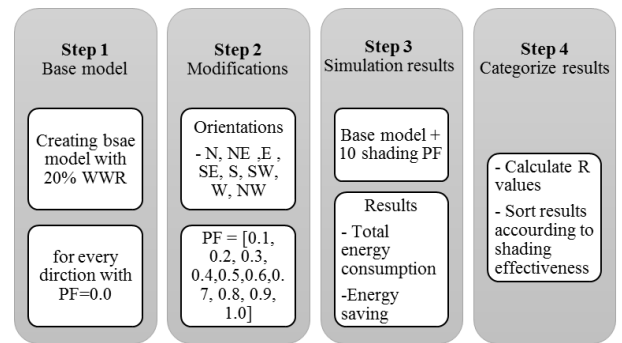 Step 1
Base model
Creating bsae
model with
20% WWR
for every
dirction with
PF=0.0
Step 2
Modifications
Orientations
- N, NE ,E ,
SE, S, SW,
W, NW
PF = [0.1,
0.2, 0.3,
0.4,0.5,0.6,0.
7, 0.8, 0.9,
1.0]
Step 3
Simulation results
Base model +
10 shading PF
Results
- Total
energy
consumption
-Energy
saving
Step 4
Categorize results
- Calculate R
values
- Sort results
accourding to
shading
effectiveness